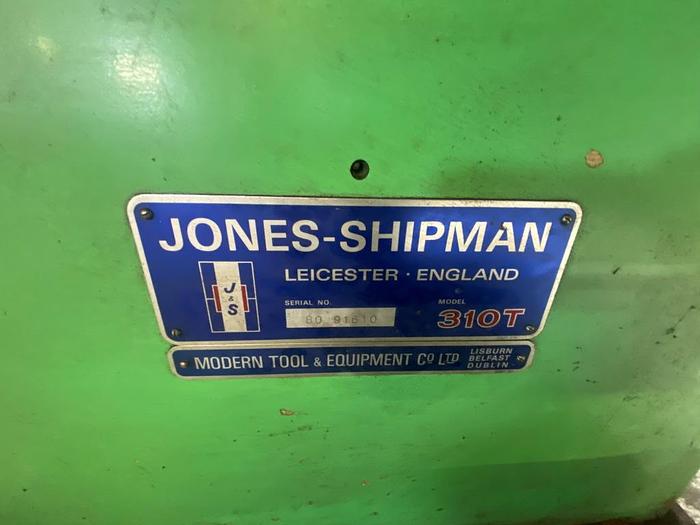 JONES-SHIPMAN
LEICESTER · ENGLAND
J & S
SERIAL NO.
MODEL
80 91610
310T
MODERN TOOL & EQUIPMENT CO LTD
LISBURN
BELFAST
DUBLIN